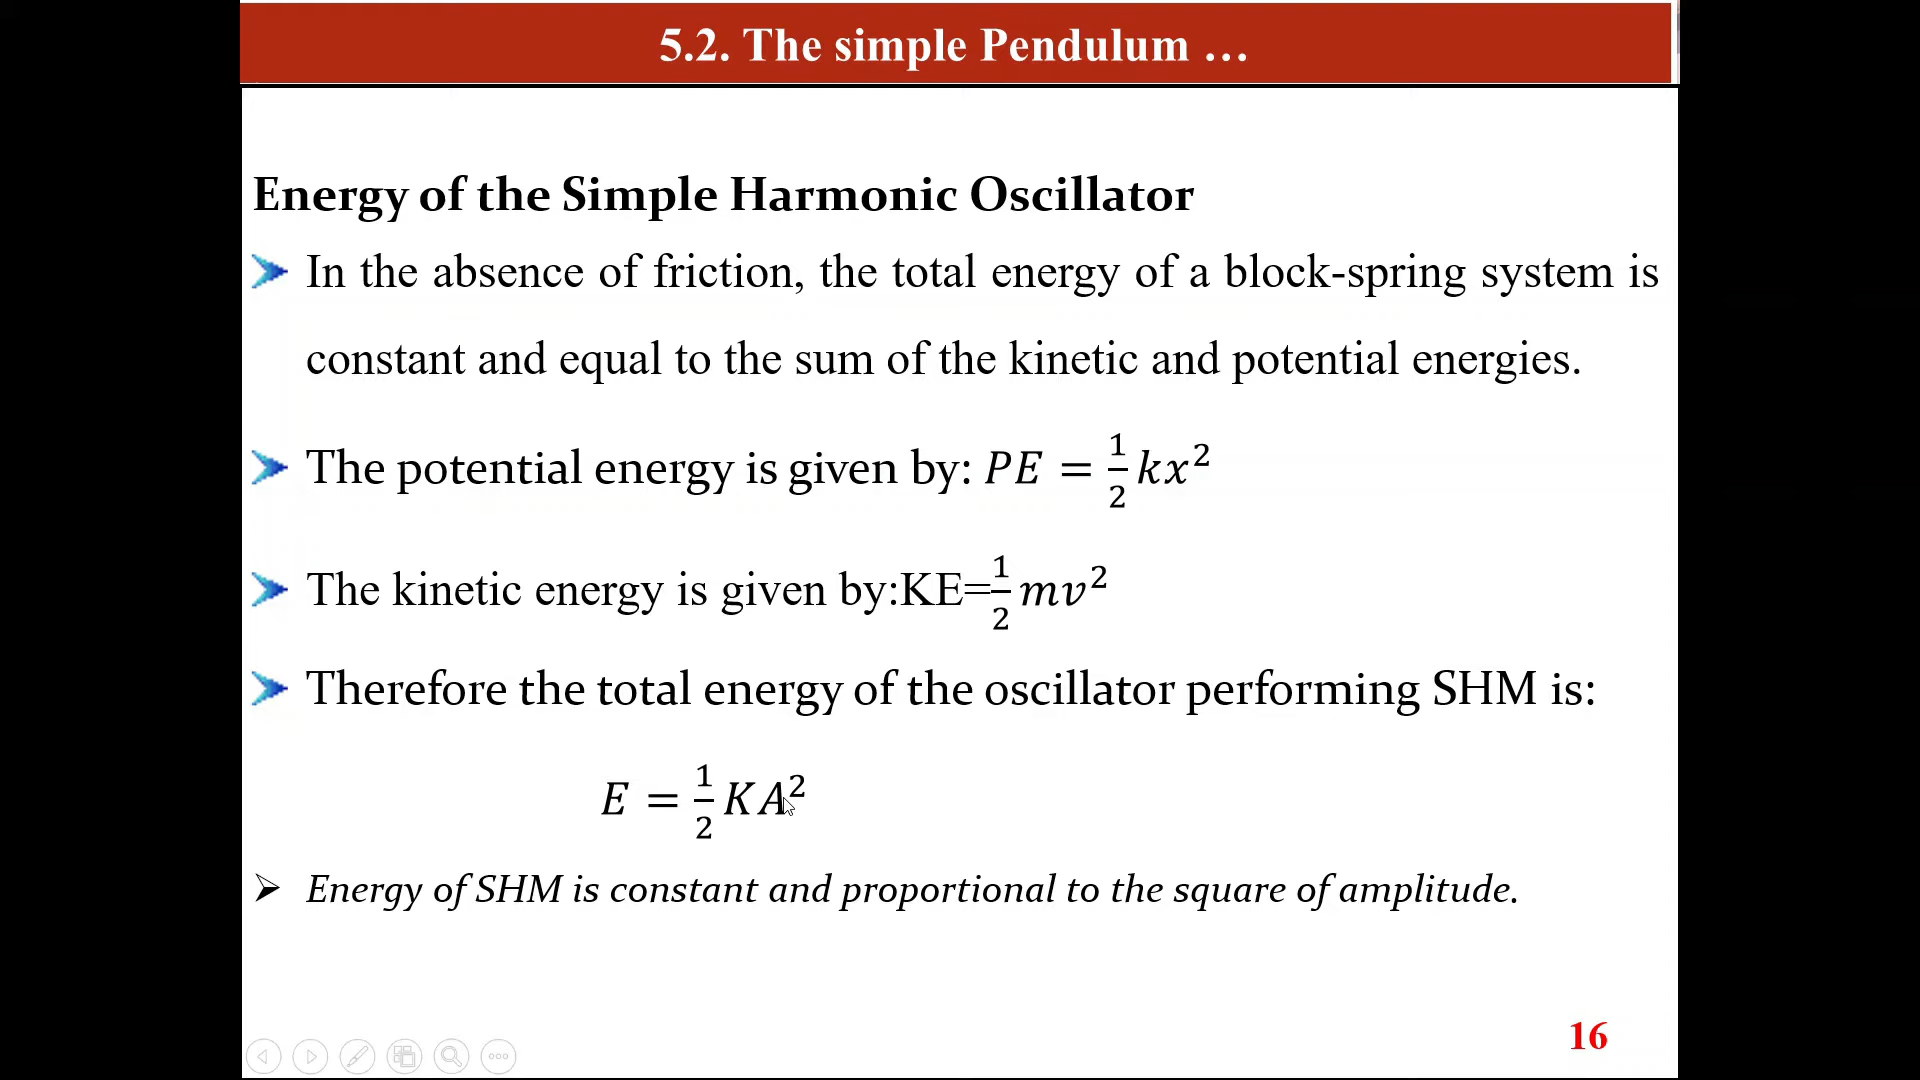 5.2. The simple Pendulum …
Energy of the Simple Harmonic Oscillator
➤ In the absence of friction, the total energy of a block-spring system is
constant and equal to the sum of the kinetic and potential energies.
➤ The potential energy is given by: PE = 1/2 kx²
➤ The kinetic energy is given by:KE=1/2 mv²
➤ Therefore the total energy of the oscillator performing SHM is:
E = 1/2 KA²
➢ Energy of SHM is constant and proportional to the square of amplitude.
16